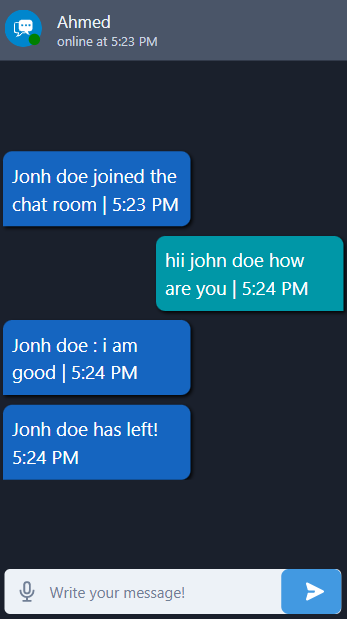 Ahmed
online at 5:23 PM
Jonh doe joined the
chat room | 5:23 PM
hii john doe how
are you | 5:24 PM
Jonh doe : i am
good | 5:24 PM
Jonh doe has left!
5:24 PM
Write your message!